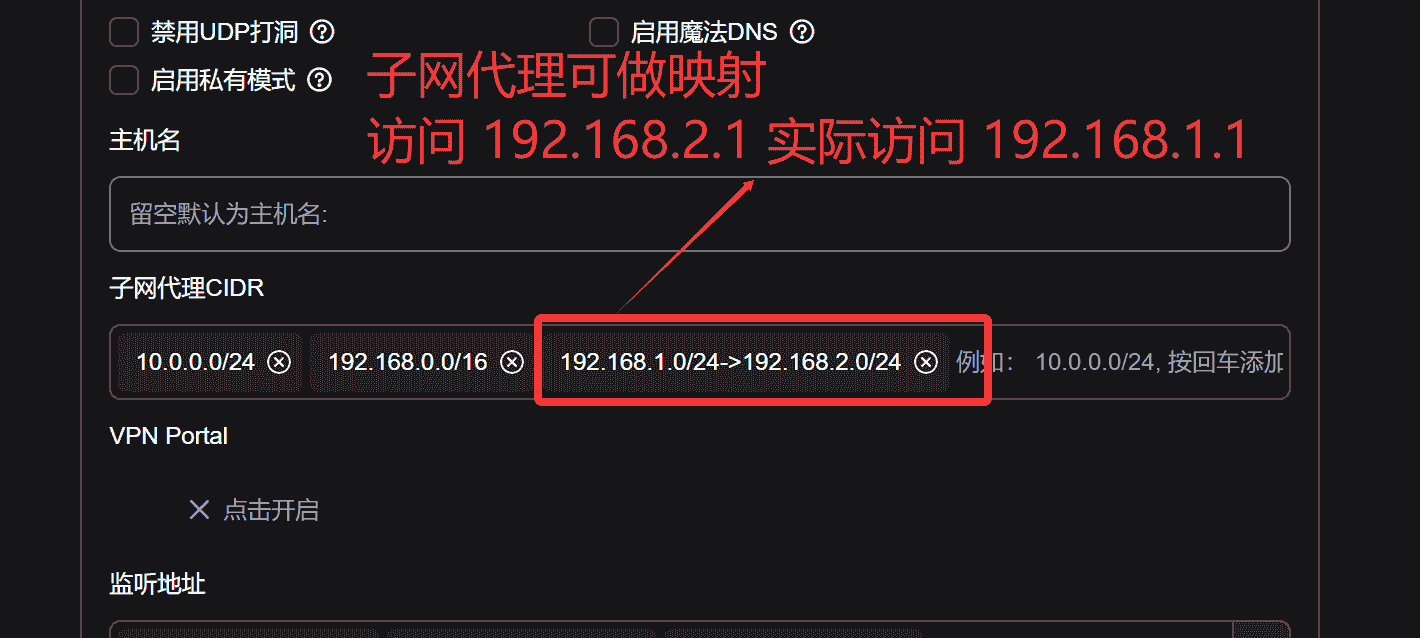 禁用UDP打洞 ? 启用魔法DNS ?
启用私有模式 ?
子网代理可做映射
访问 192.168.2.1 实际访问 192.168.1.1
主机名
留空默认为主机名:
子网代理CIDR
10.0.0.0/24 192.168.0.0/16 192.168.1.0/24->192.168.2.0/24 例如： 10.0.0.0/24, 按回车添加
VPN Portal
点击开启
监听地址